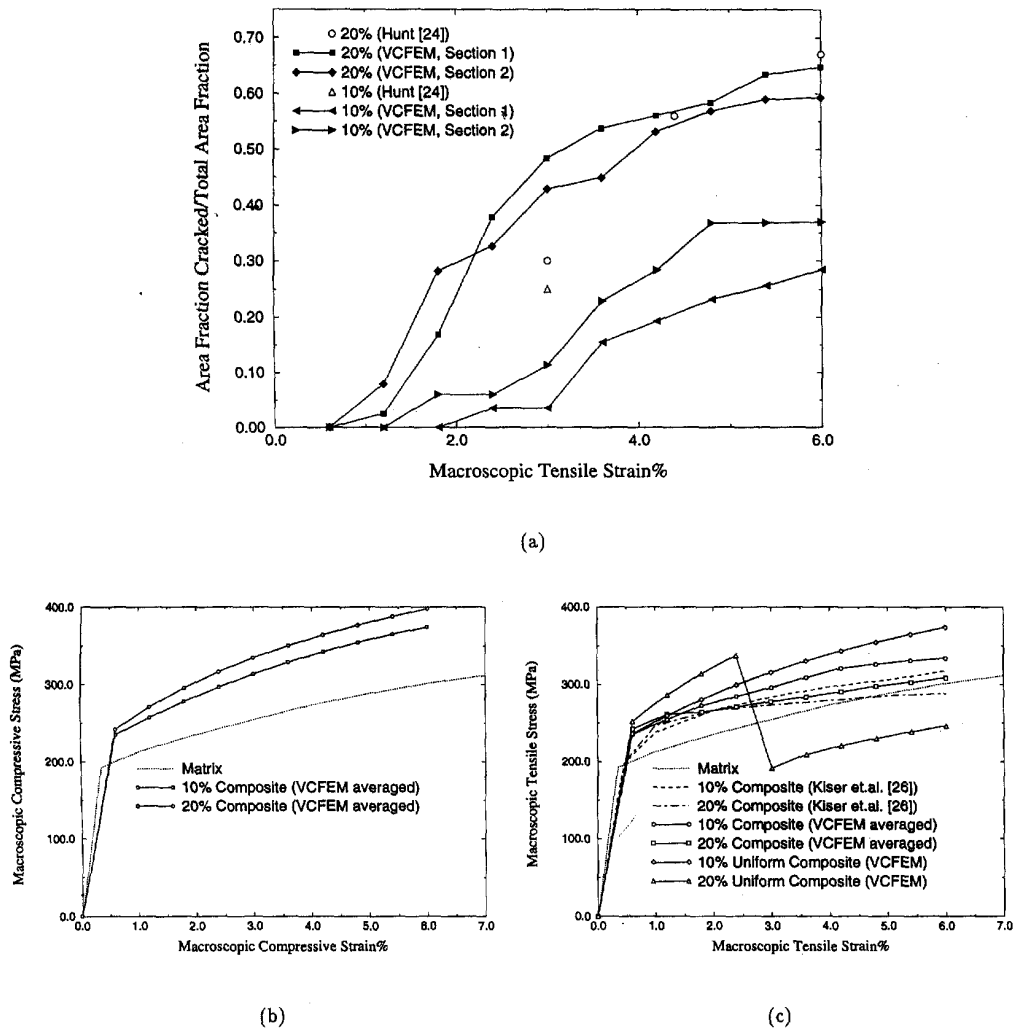 0.70
0.60
0.50
0.40
0.30
0.20
0.10
0.00
Area Fraction Cracked/Total Area Fraction
20% (Hunt [24])
20% (VCFEM, Section 1)
20% (VCFEM, Section 2)
10% (Hunt [24])
10% (VCFEM, Section 1)
10% (VCFEM, Section 2)
0.0 2.0 4.0 6.0
Macroscopic Tensile Strain%
(a)
400.0
300.0
200.0
100.0
0.0
Macroscopic Compressive Stress (MPa)
Matrix
10% Composite (VCFEM averaged)
20% Composite (VCFEM averaged)
0.0 1.0 2.0 3.0 4.0 5.0 6.0 7.0
Macroscopic Compressive Strain%
(b)
400.0
300.0
200.0
100.0
0.0
Macroscopic Tensile Stress (MPa)
Matrix
10% Composite (Kiser et.al. [26])
20% Composite (Kiser et.al. [26])
10% Composite (VCFEM averaged)
20% Composite (VCFEM averaged)
10% Uniform Composite (VCFEM)
20% Uniform Composite (VCFEM)
0.0 1.0 2.0 3.0 4.0 5.0 6.0 7.0
Macroscopic Tensile Strain%
(c)